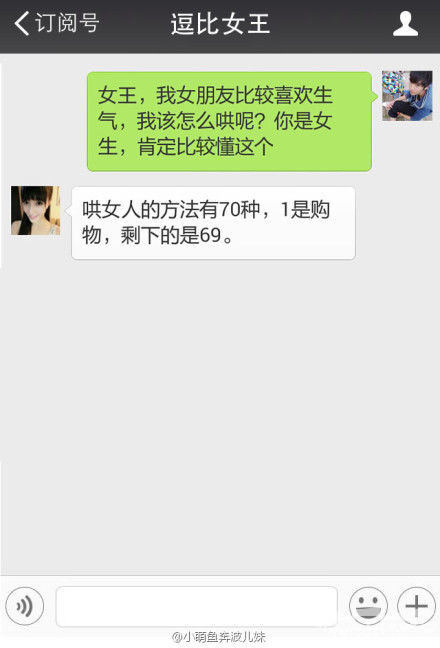 订阅号
逗比女王
女王，我女朋友比较喜欢生
气，我该怎么哄呢？你是女
生，肯定比较懂这个
哄女人的方法有70种，1是购
物，剩下的是69。
@小萌鱼奔波儿妹